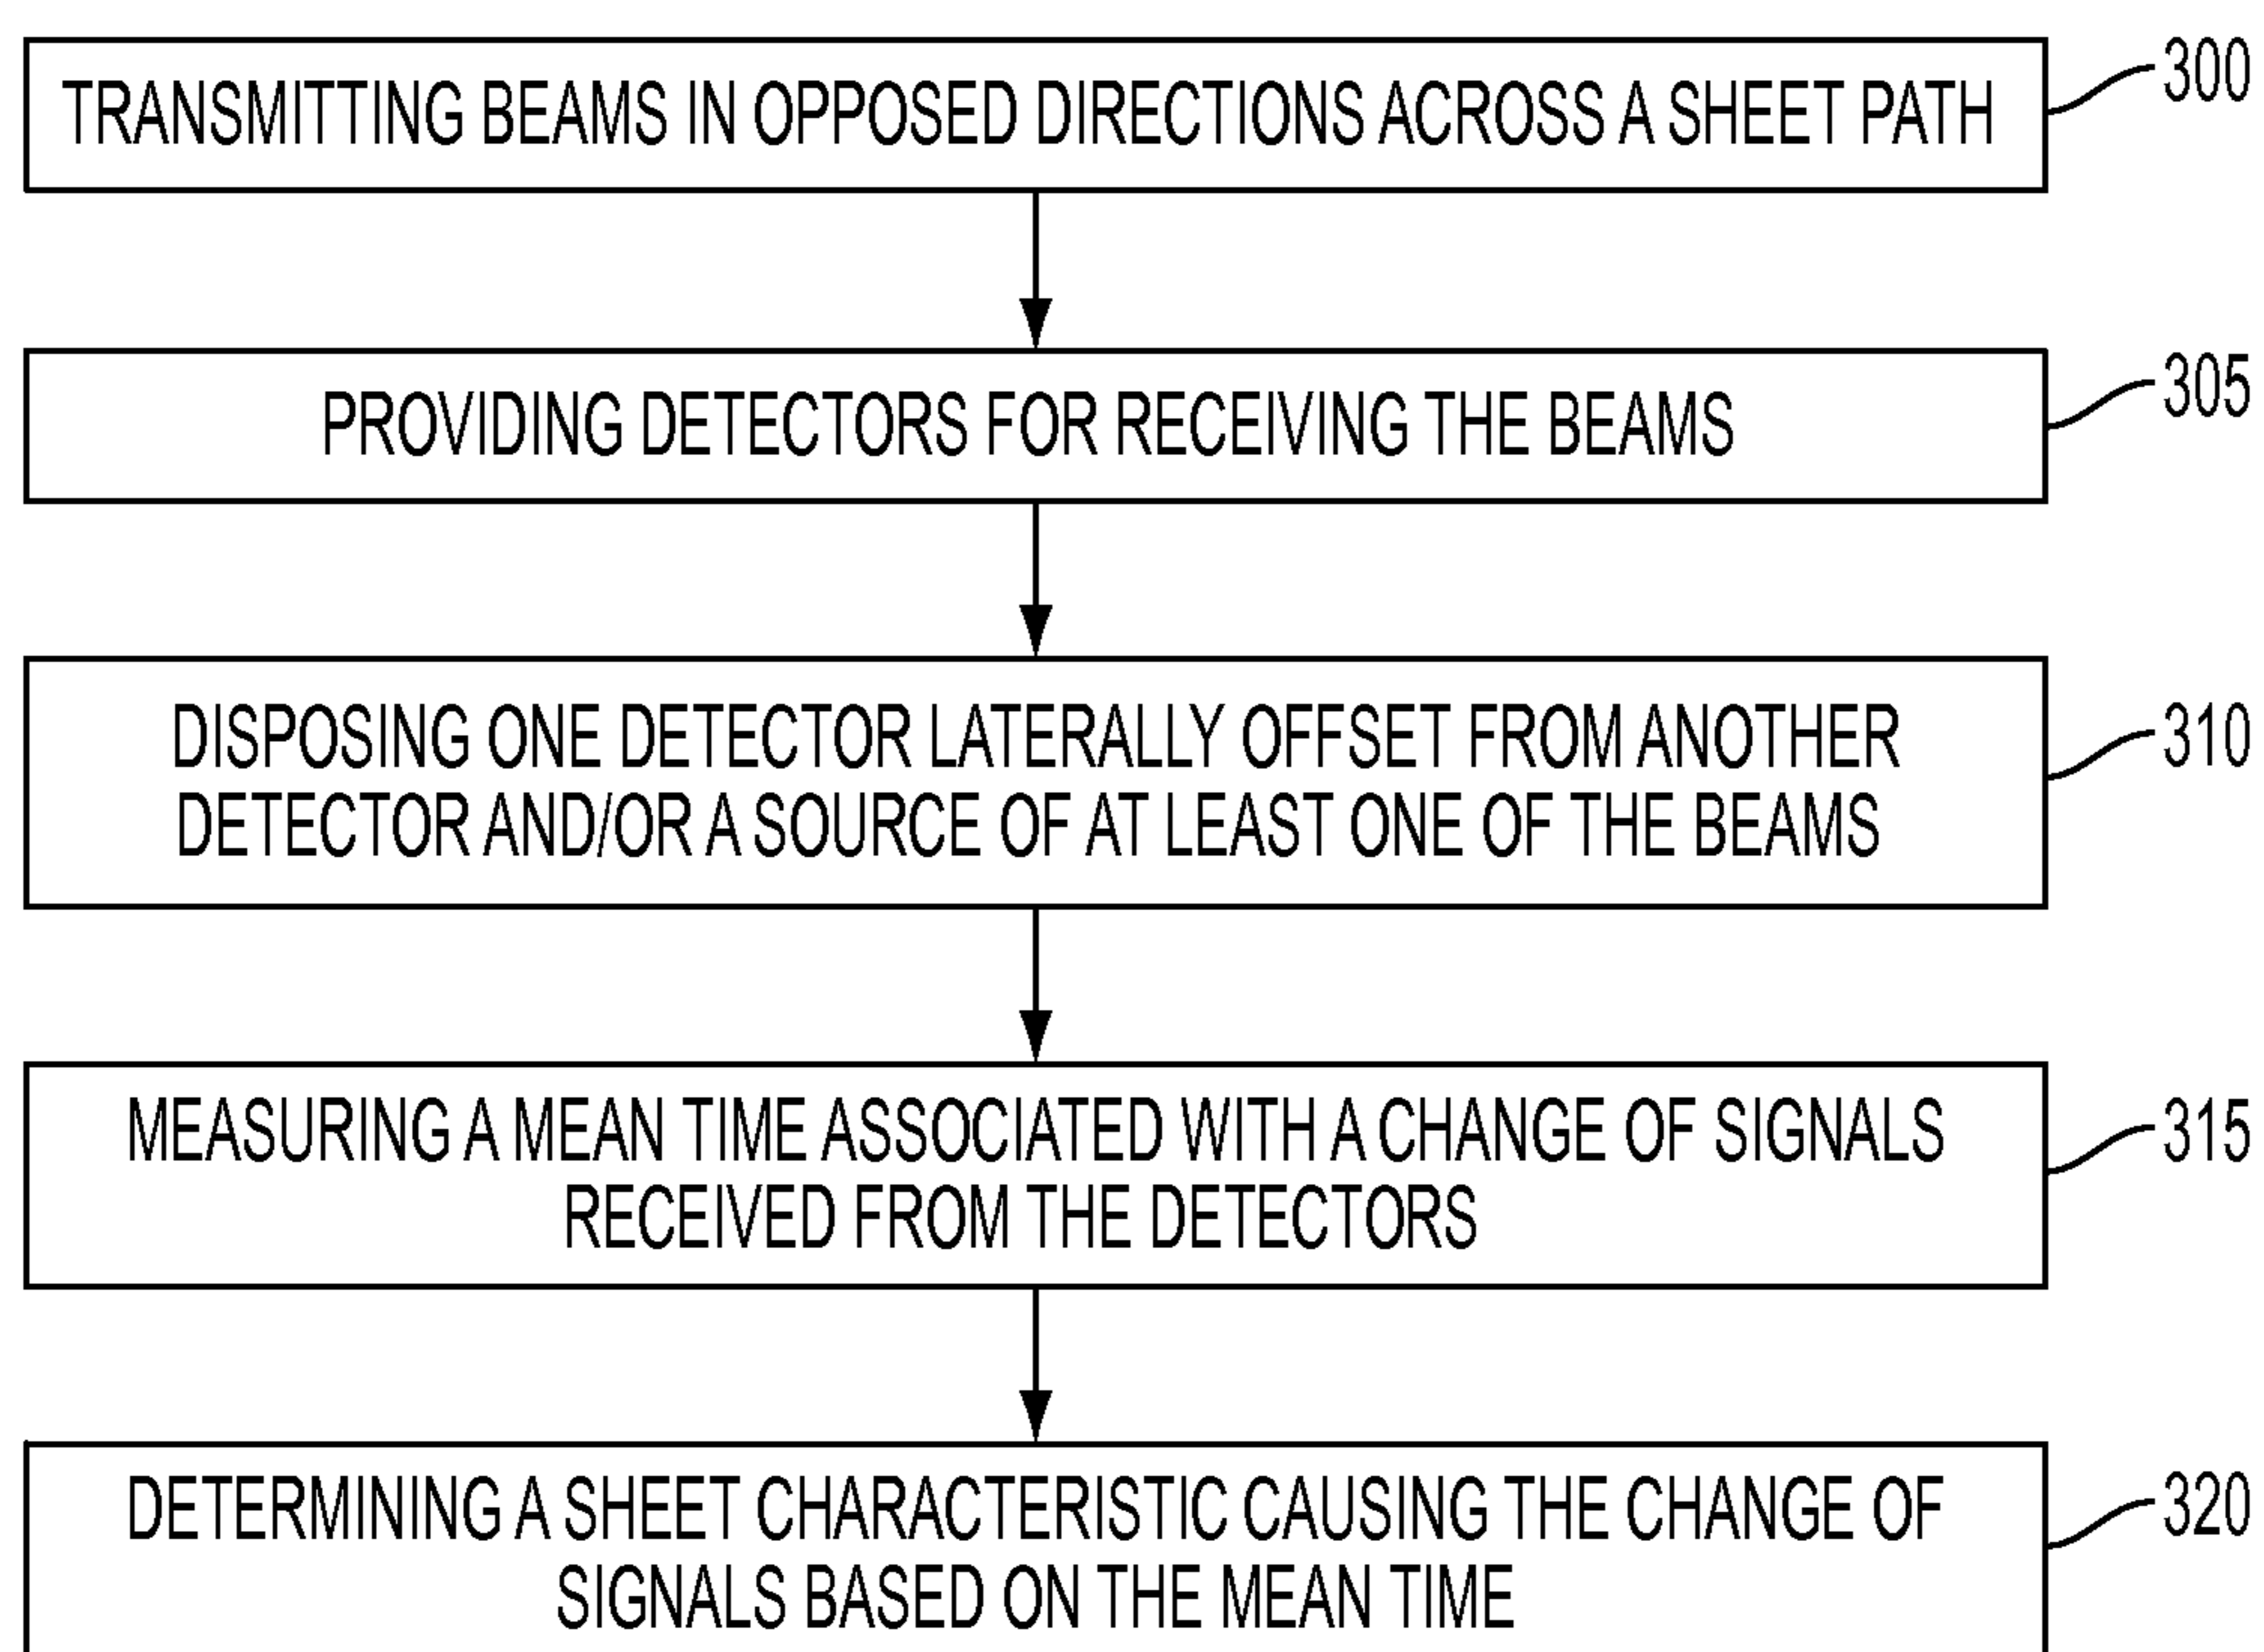 TRANSMITTING BEAMS IN OPPOSED DIRECTIONS ACROSS A SHEET PATH
300
PROVIDING DETECTORS FOR RECEIVING THE BEAMS
305
DISPOSING ONE DETECTOR LATERALLY OFFSET FROM ANOTHER
DETECTOR AND/OR A SOURCE OF AT LEAST ONE OF THE BEAMS
310
MEASURING A MEAN TIME ASSOCIATED WITH A CHANGE OF SIGNALS
RECEIVED FROM THE DETECTORS
315
DETERMINING A SHEET CHARACTERISTIC CAUSING THE CHANGE OF
SIGNALS BASED ON THE MEAN TIME
320